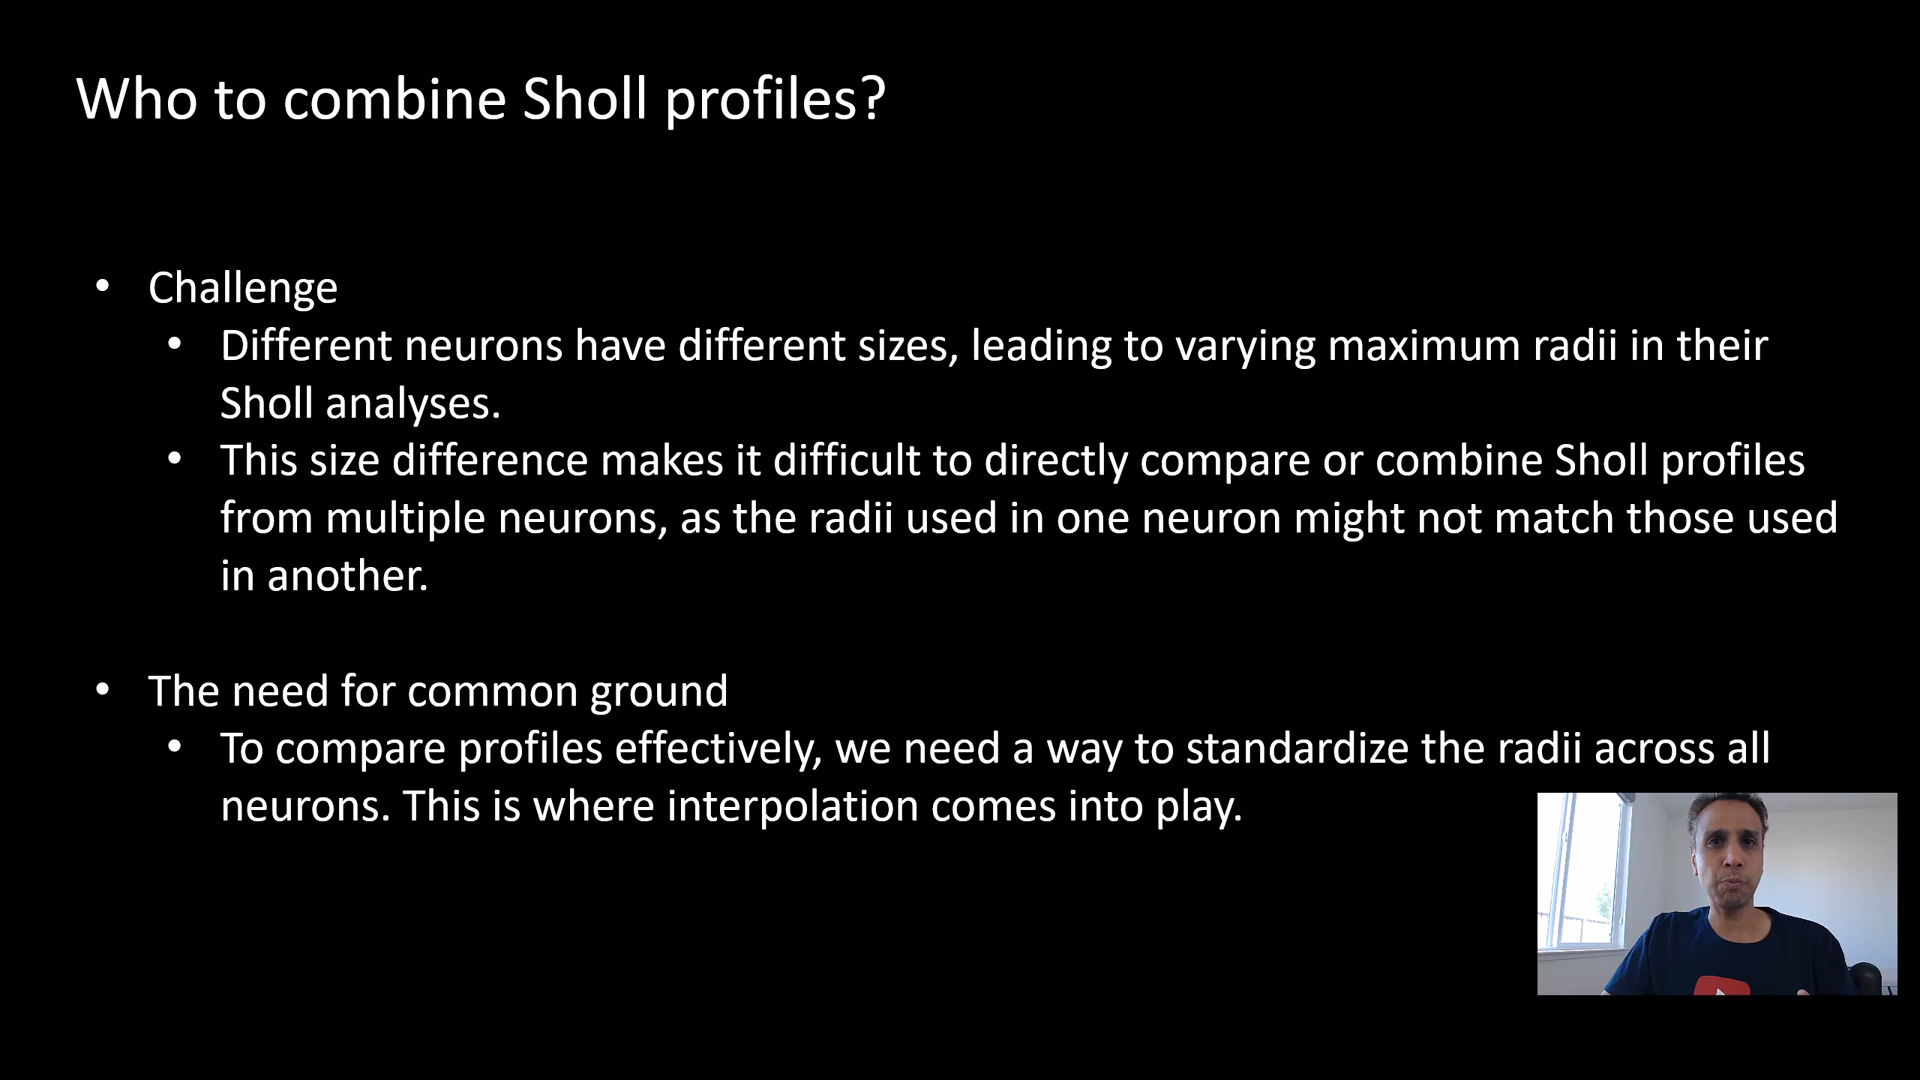 Who to combine Sholl profiles?
• Challenge
• Different neurons have different sizes, leading to varying maximum radii in their
Sholl analyses.
• This size difference makes it difficult to directly compare or combine Sholl profiles
from multiple neurons, as the radii used in one neuron might not match those used
in another.
• The need for common ground
• To compare profiles effectively, we need a way to standardize the radii across all
neurons. This is where interpolation comes into play.